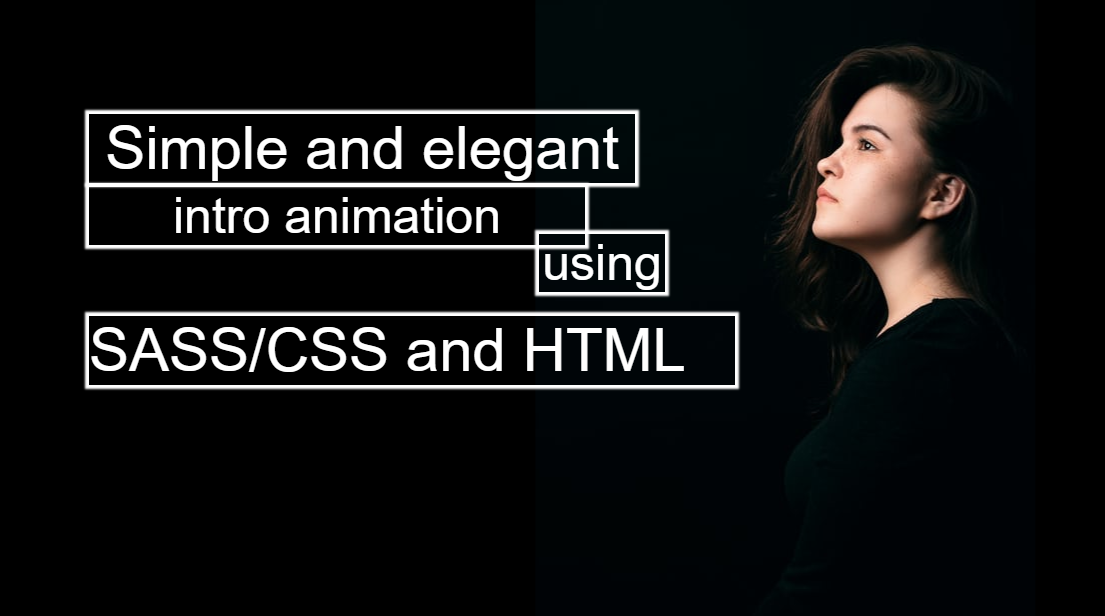 Simple and elegant
intro animation
using
SASS/CSS and HTML